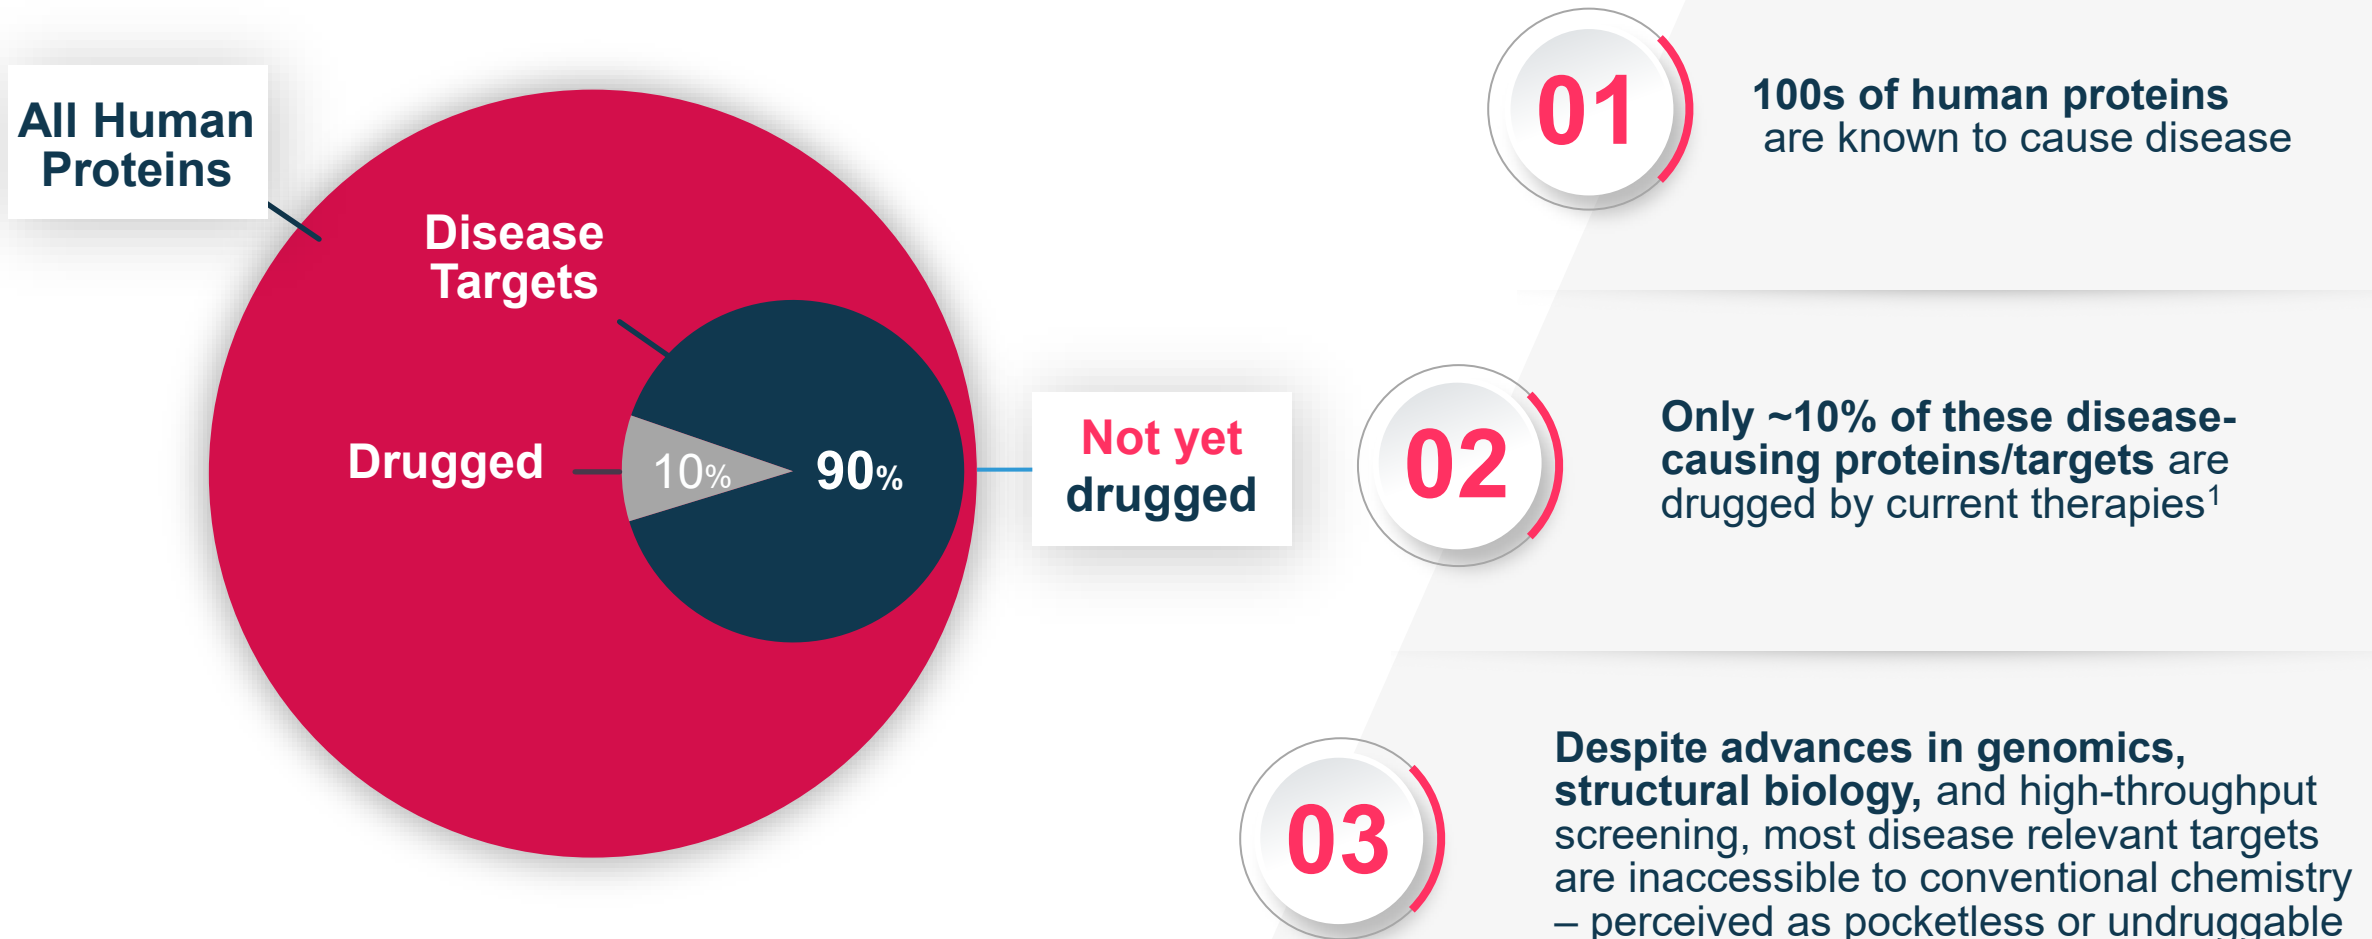 All Human
Proteins
Disease
Targets
Drugged
10%
90%
Not yet
drugged
01
100s of human proteins
are known to cause disease
02
Only ~10% of these disease-
causing proteins/targets are
drugged by current therapies¹
03
Despite advances in genomics,
structural biology, and high-throughput
screening, most disease relevant targets
are inaccessible to conventional chemistry
– perceived as pocketless or undruggable